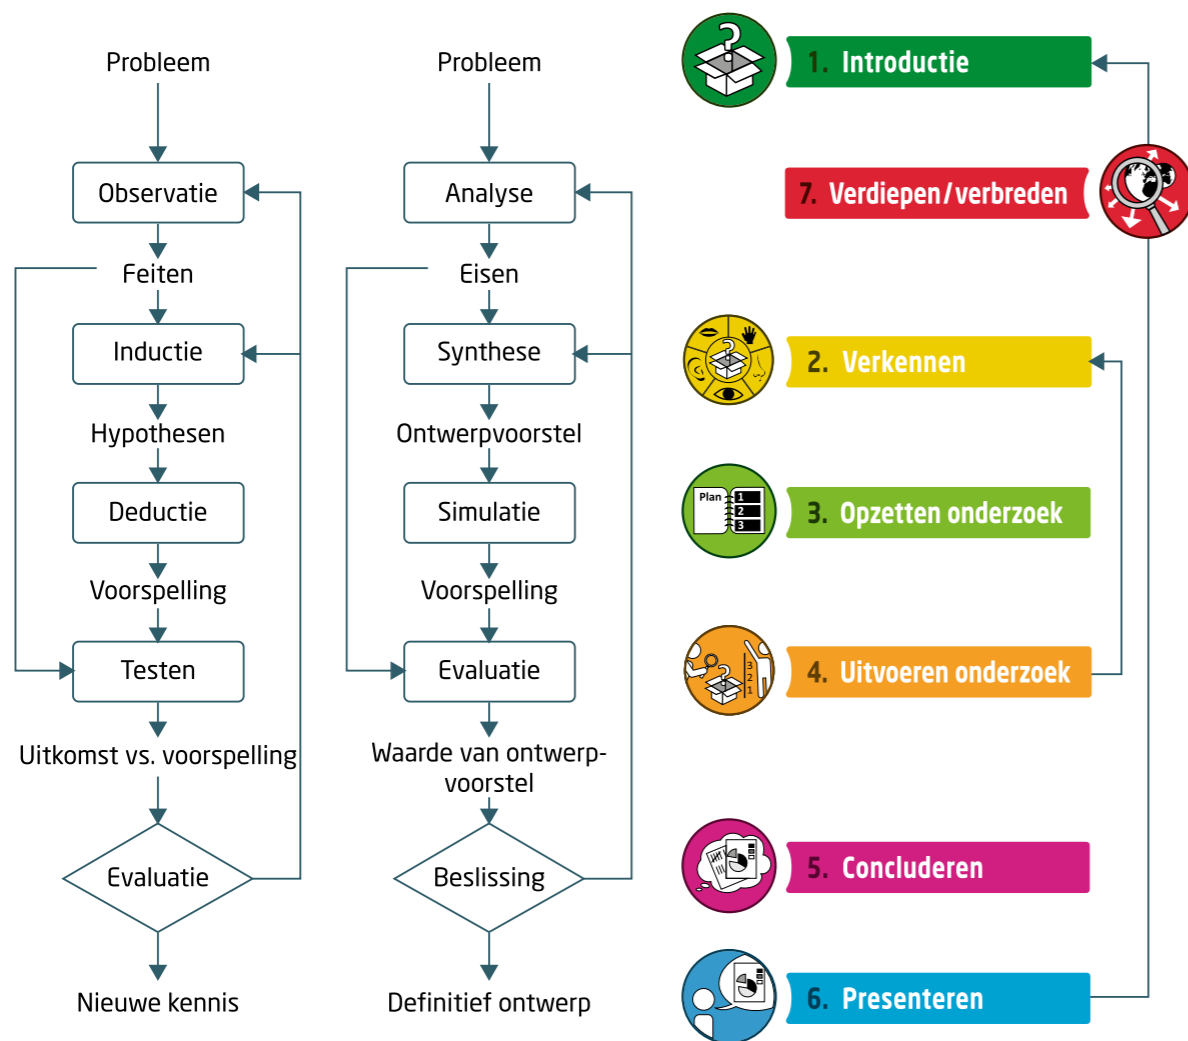 Probleem
Observatie
Feiten
Inductie
Hypothesen
Deductie
Voorspelling
Testen
Uitkomst vs. voorspelling
Evaluatie
Nieuwe kennis
Probleem
Analyse
Eisen
Synthese
Ontwerpvoorstel
Simulatie
Voorspelling
Evaluatie
Waarde van ontwerp-
voorstel
Beslissing
Definitief ontwerp
1. Introductie
7. Verdiepen/verbreden
2. Verkennen
Plan
1
2
3
3. Opzetten onderzoek
3
2
1
4. Uitvoeren onderzoek
5. Concluderen
6. Presenteren